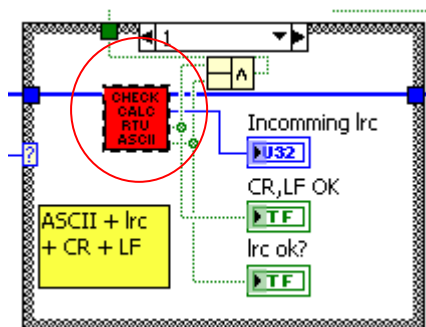 1
∧
CHECK
CALC
RTU
ASCII
Incomming lrc
U32
?
CR,LF OK
TF
ASCII + lrc
+ CR + LF
lrc ok?
TF